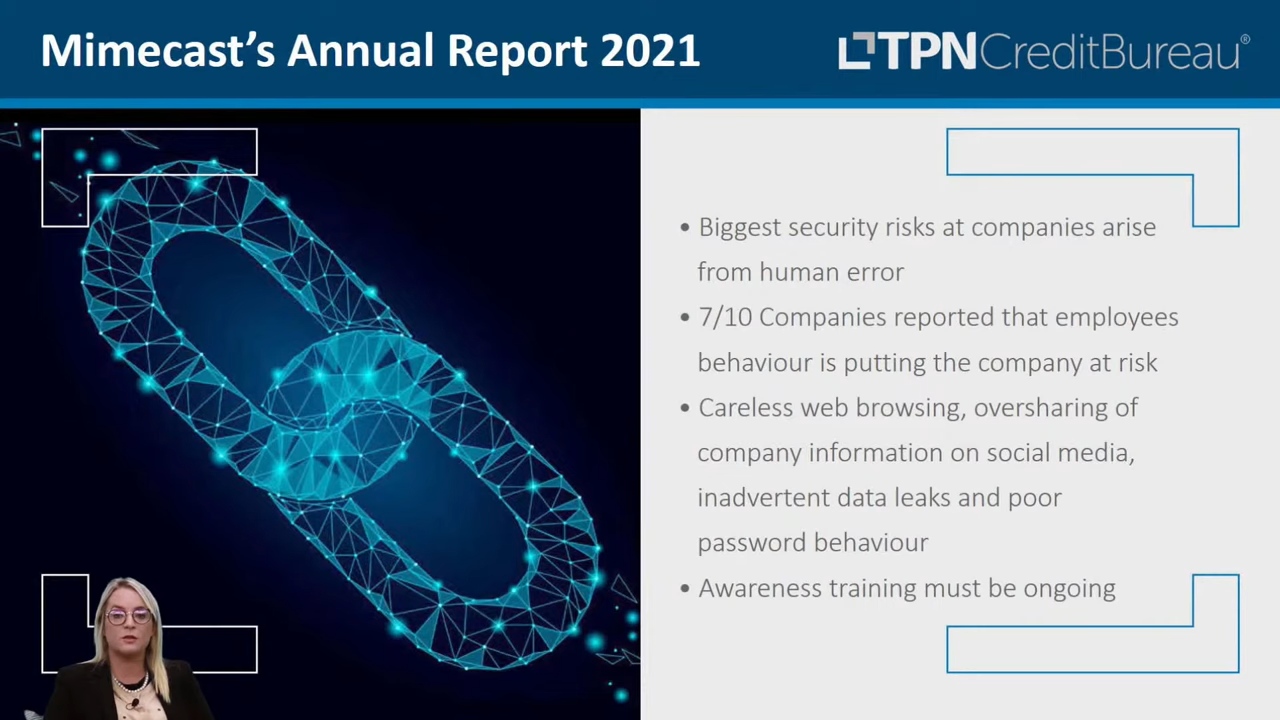 Mimecast's Annual Report 2021
TPNCreditBureau®
• Biggest security risks at companies arise
from human error
• 7/10 Companies reported that employees
behaviour is putting the company at risk
• Careless web browsing, oversharing of
company information on social media,
inadvertent data leaks and poor
password behaviour
• Awareness training must be ongoing